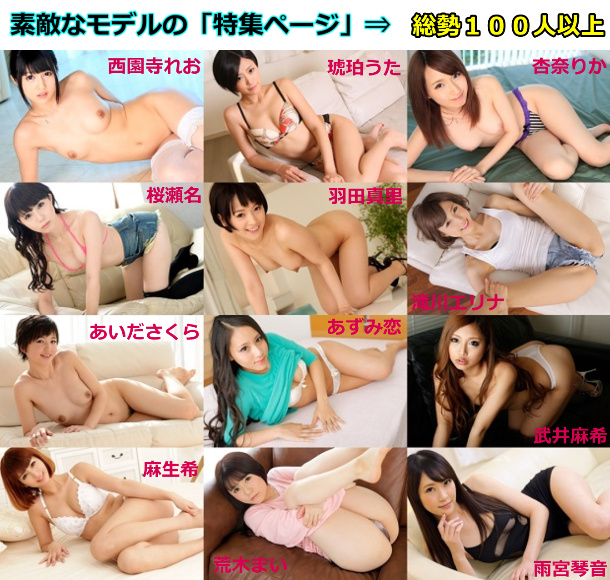 素敵なモデルの「特集ページ」⇒ 総勢１００人以上
西園寺れお
琥珀うた
杏奈りか
桜瀬名
羽田真里
滝川エリナ
あいださくら
あずみ恋
武井麻希
麻生希
荒木まい
雨宮琴音